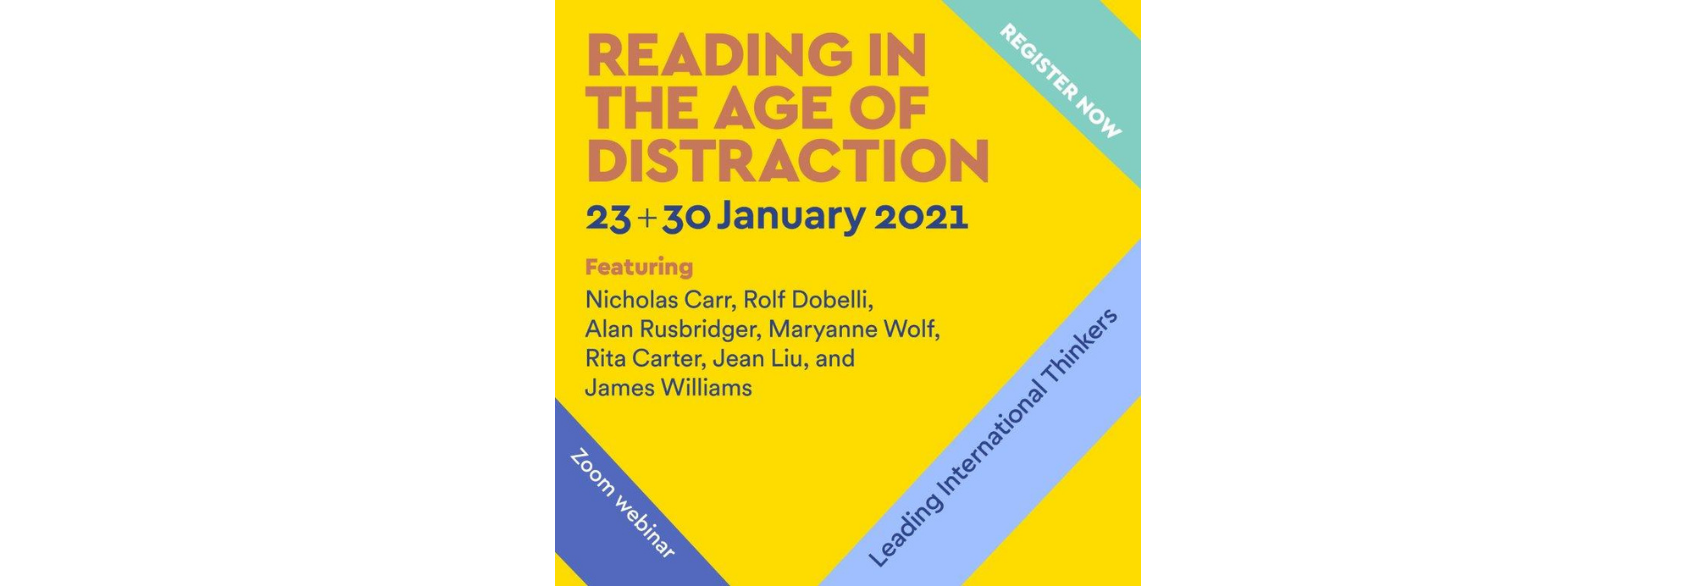 READING IN
THE AGE OF
DISTRACTION
23+30 January 2021
Featuring
Nicholas Carr, Rolf Dobelli,
Alan Rusbridger, Maryanne Wolf,
Rita Carter, Jean Liu, and
James Williams
REGISTER NOW
Leading International Thinkers
Zoom webinar